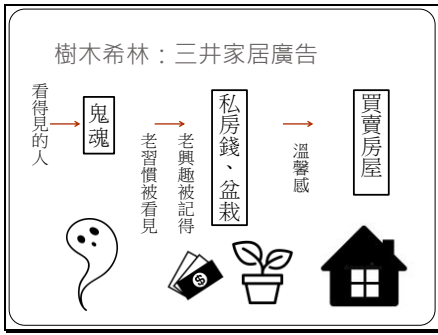 樹木希林：三井家居廣告
看得見的人
鬼魂
老習慣被看見
老興趣被記得
私房錢、盆栽
溫馨感
買賣房屋
$